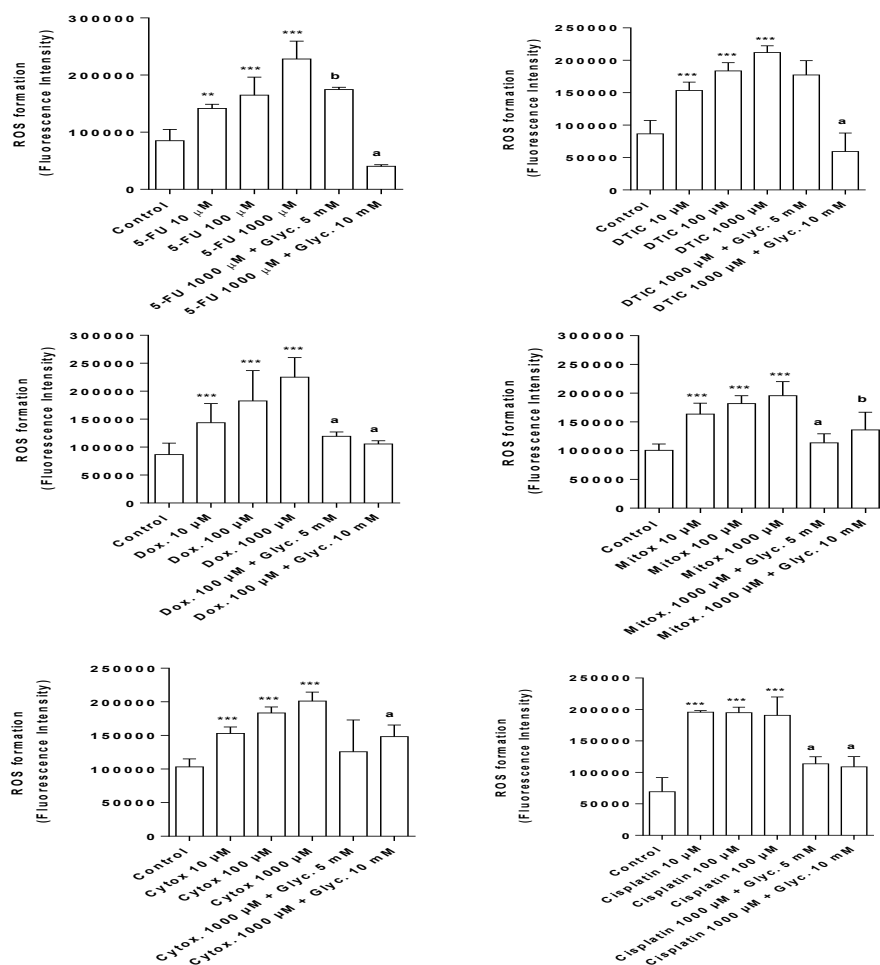 ROS formation
(Fluorescence Intensity)
300000
200000
100000
0
**
***
***
b
a
Control
5-FU 10 μM
5-FU 100 μM
5-FU 1000 μM
5-FU 1000 μM + Glyc. 5 mM
5-FU 1000 μM + Glyc. 10 mM
ROS formation
(Fluorescence Intensity)
250000
200000
150000
100000
50000
0
***
***
***
a
Control
DTIC 10 μM
DTIC 100 μM
DTIC 1000 μM
DTIC 1000 μM + Glyc. 5 mM
DTIC 1000 μM + Glyc. 10 mM
ROS formation
(Fluorescence Intensity)
300000
250000
200000
150000
100000
50000
0
***
***
***
a
a
Control
Dox. 10 μM
Dox. 100 μM
Dox. 1000 μM
Dox. 100 μM + Glyc. 5 mM
Dox. 100 μM + Glyc. 10 mM
ROS formation
(Fluorescence Intensity)
300000
250000
200000
150000
100000
50000
0
***
***
***
a
b
Control
Mitox 10 μM
Mitox 100 μM
Mitox 1000 μM
Mitox. 1000 μM + Glyc. 5 mM
Mitox. 1000 μM + Glyc. 10 mM
ROS formation
(Fluorescence Intensity)
250000
200000
150000
100000
50000
0
***
***
***
a
Control
Cytox 10 μM
Cytox 100 μM
Cytox 1000 μM
Cytox. 1000 μM + Glyc. 5 mM
Cytox. 1000 μM + Glyc. 10 mM
ROS formation
(Fluorescence Intensity)
250000
200000
150000
100000
50000
0
***
***
***
a
a
Control
Cisplatin 10 μM
Cisplatin 100 μM
Cisplatin 100 μM
Cisplatin 1000 μM + Glyc. 5 mM
Cisplatin 1000 μM + Glyc. 10 mM